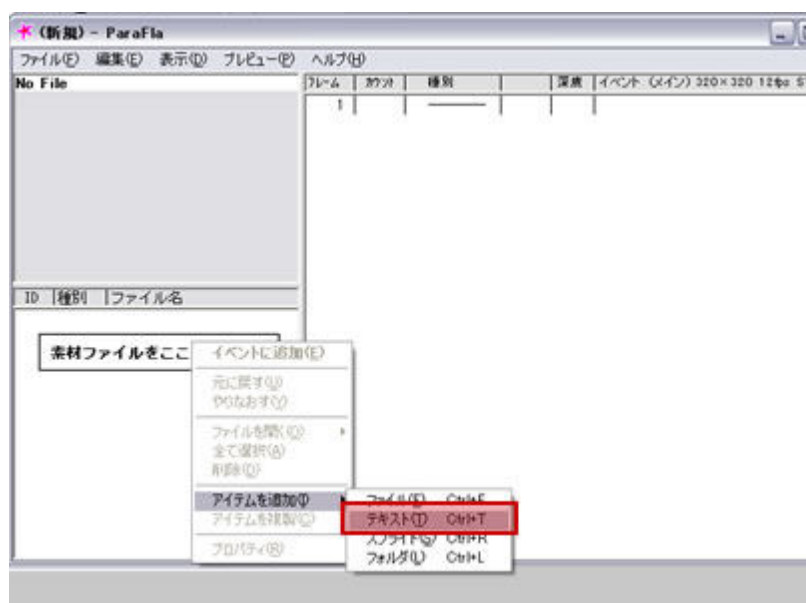 (新規) - ParaFla
ファイル(F) 編集(E) 表示(D) プレビュー(P) ヘルプ(H)
No File
フレーム カウント 種別 深度 イベント (メイン) 320×320 12fps
1
ID 種別 ファイル名
素材ファイルをここ
イベントに追加(E)
元に戻す(U)
やりなおす(Y)
ファイルを開く(O)
全て選択(A)
削除(D)
アイテムを追加(I)
ファイル(F) Ctrl+F
テキスト(T) Ctrl+T
アイテムを複製(C)
スプライト(S) Ctrl+R
フォルダ(L) Ctrl+L
プロパティ(R)